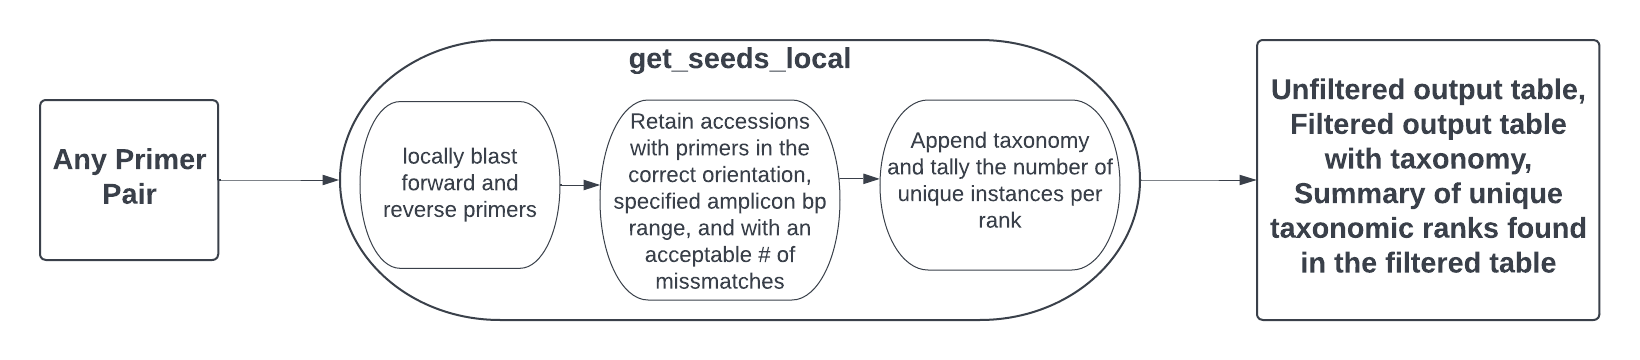 get_seeds_local
Any Primer
Pair
locally blast
forward and
reverse primers
Retain accessions
with primers in the
correct orientation,
specified amplicon bp
range, and with an
acceptable # of
missmatches
Append taxonomy
and tally the number of
unique instances per
rank
Unfiltered output table,
Filtered output table
with taxonomy,
Summary of unique
taxonomic ranks found
in the filtered table